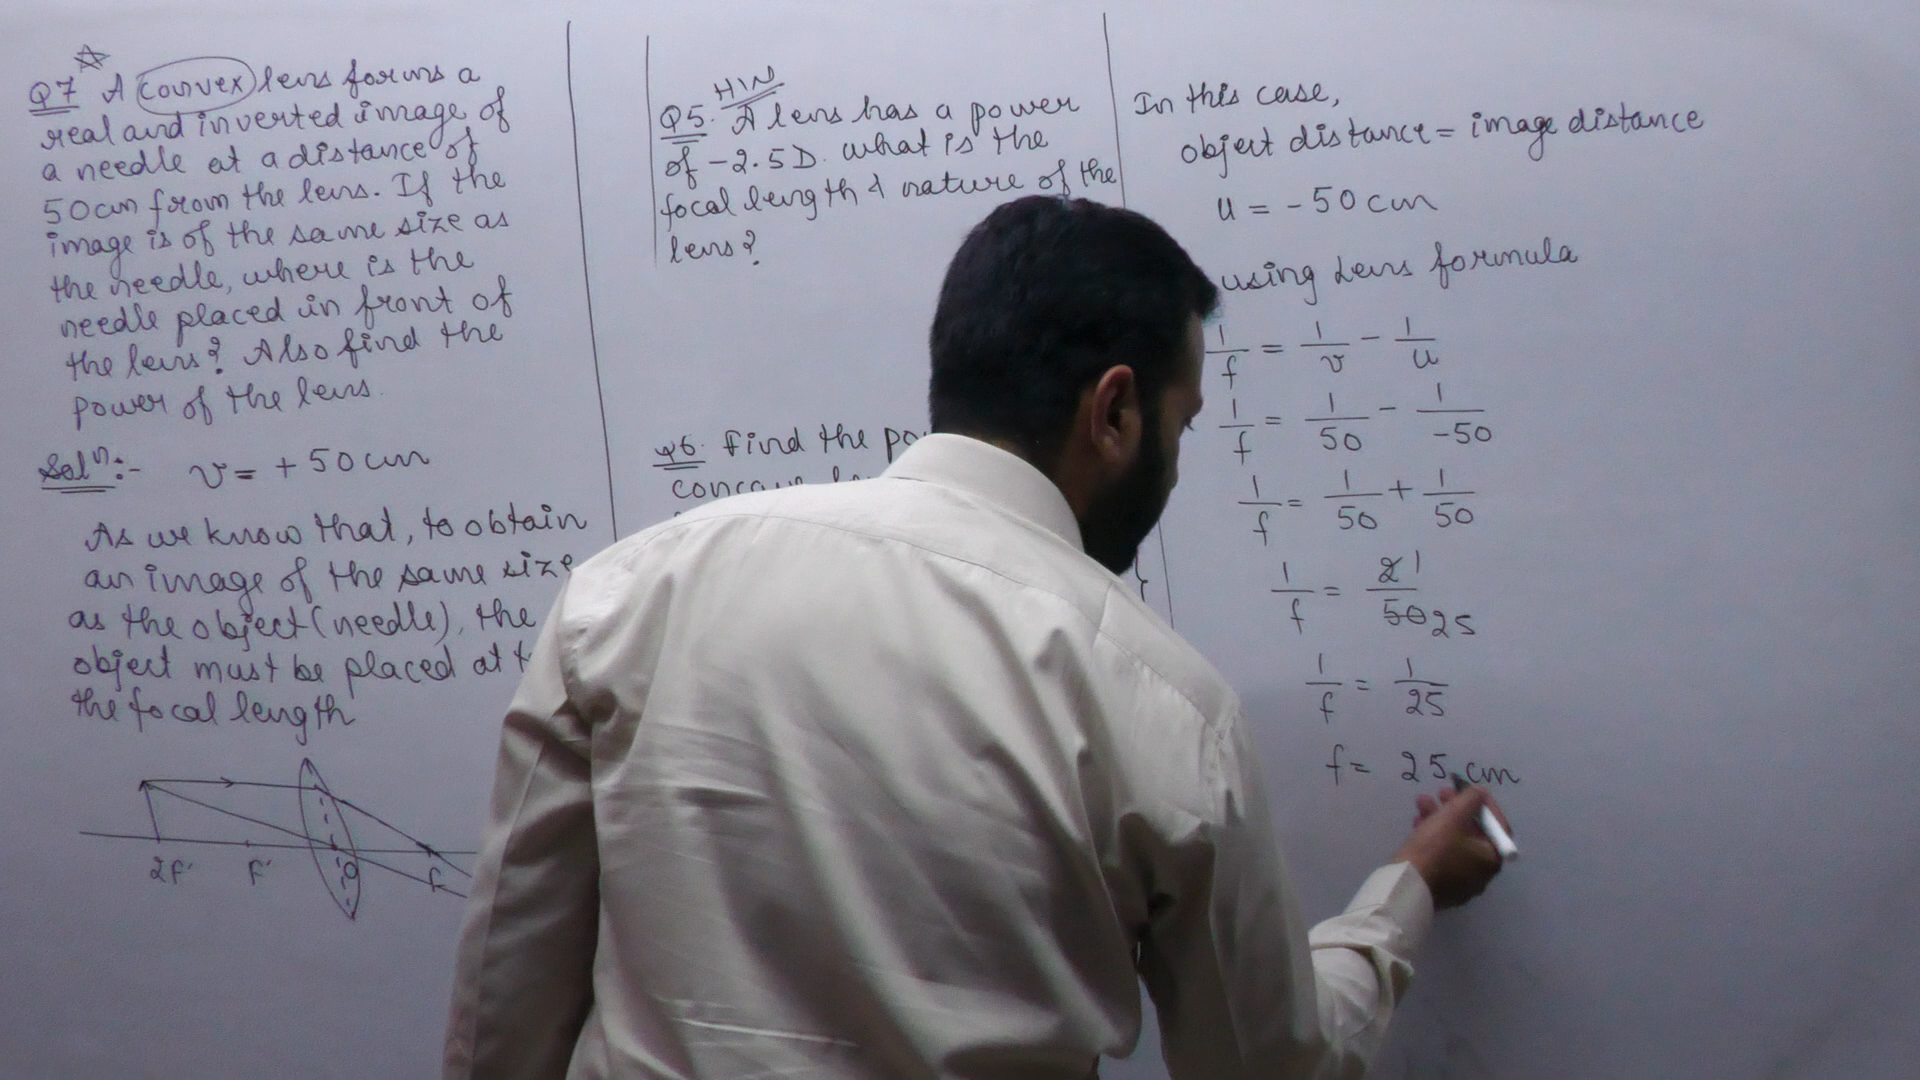 Q7 A convex lens forms a
real and inverted image of
a needle at a distance of
50cm from the lens. If the
image is of the same size as
the needle, where is the
needle placed in front of
the lens? Also find the
power of the lens.
Solⁿ:- v = +50cm
As we know that, to obtain
an image of the same size
as the object (needle), the
object must be placed at
the focal length
2F' F' O F
H/W
Q5. A lens has a power
of -2.5D. what is the
focal length & nature of the
lens?
Q6. Find the
In this case,
object distance = image distance
u = -50cm
using Lens formula
1/f = 1/v - 1/u
1/f = 1/50 - 1/-50
1/f = 1/50 + 1/50
1/f = 2 1/50 25
1/f = 1/25
f = 25 cm